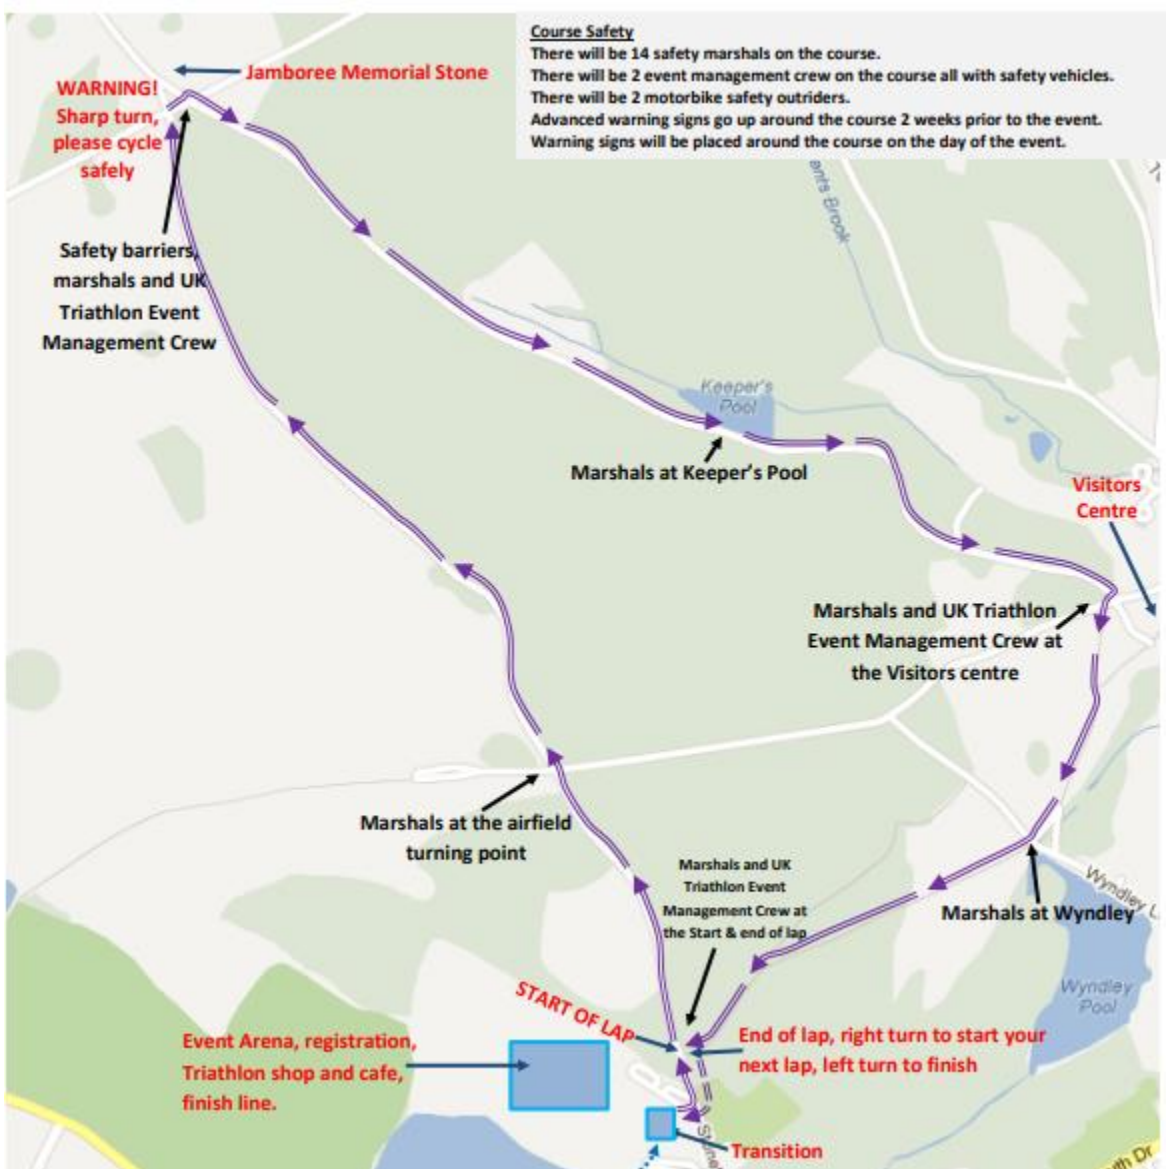 Course Safety
There will be 14 safety marshals on the course.
There will be 2 event management crew on the course all with safety vehicles.
There will be 2 motorbike safety outriders.
Advanced warning signs go up around the course 2 weeks prior to the event.
Warning signs will be placed around the course on the day of the event.
Jamboree Memorial Stone
WARNING!
Sharp turn,
please cycle
safely
Safety barriers,
marshals and UK
Triathlon Event
Management Crew
Brook
Keeper's
Pool
Marshals at Keeper's Pool
Visitors
Centre
Marshals and UK Triathlon
Event Management Crew at
the Visitors centre
Marshals at the airfield
turning point
Marshals and UK
Triathlon Event
Management Crew at
the Start & end of lap
Wyndley
Marshals at Wyndley
Wyndley
Pool
START OF LAP
End of lap, right turn to start your
next lap, left turn to finish
Event Arena, registration,
Triathlon shop and cafe,
finish line.
Transition